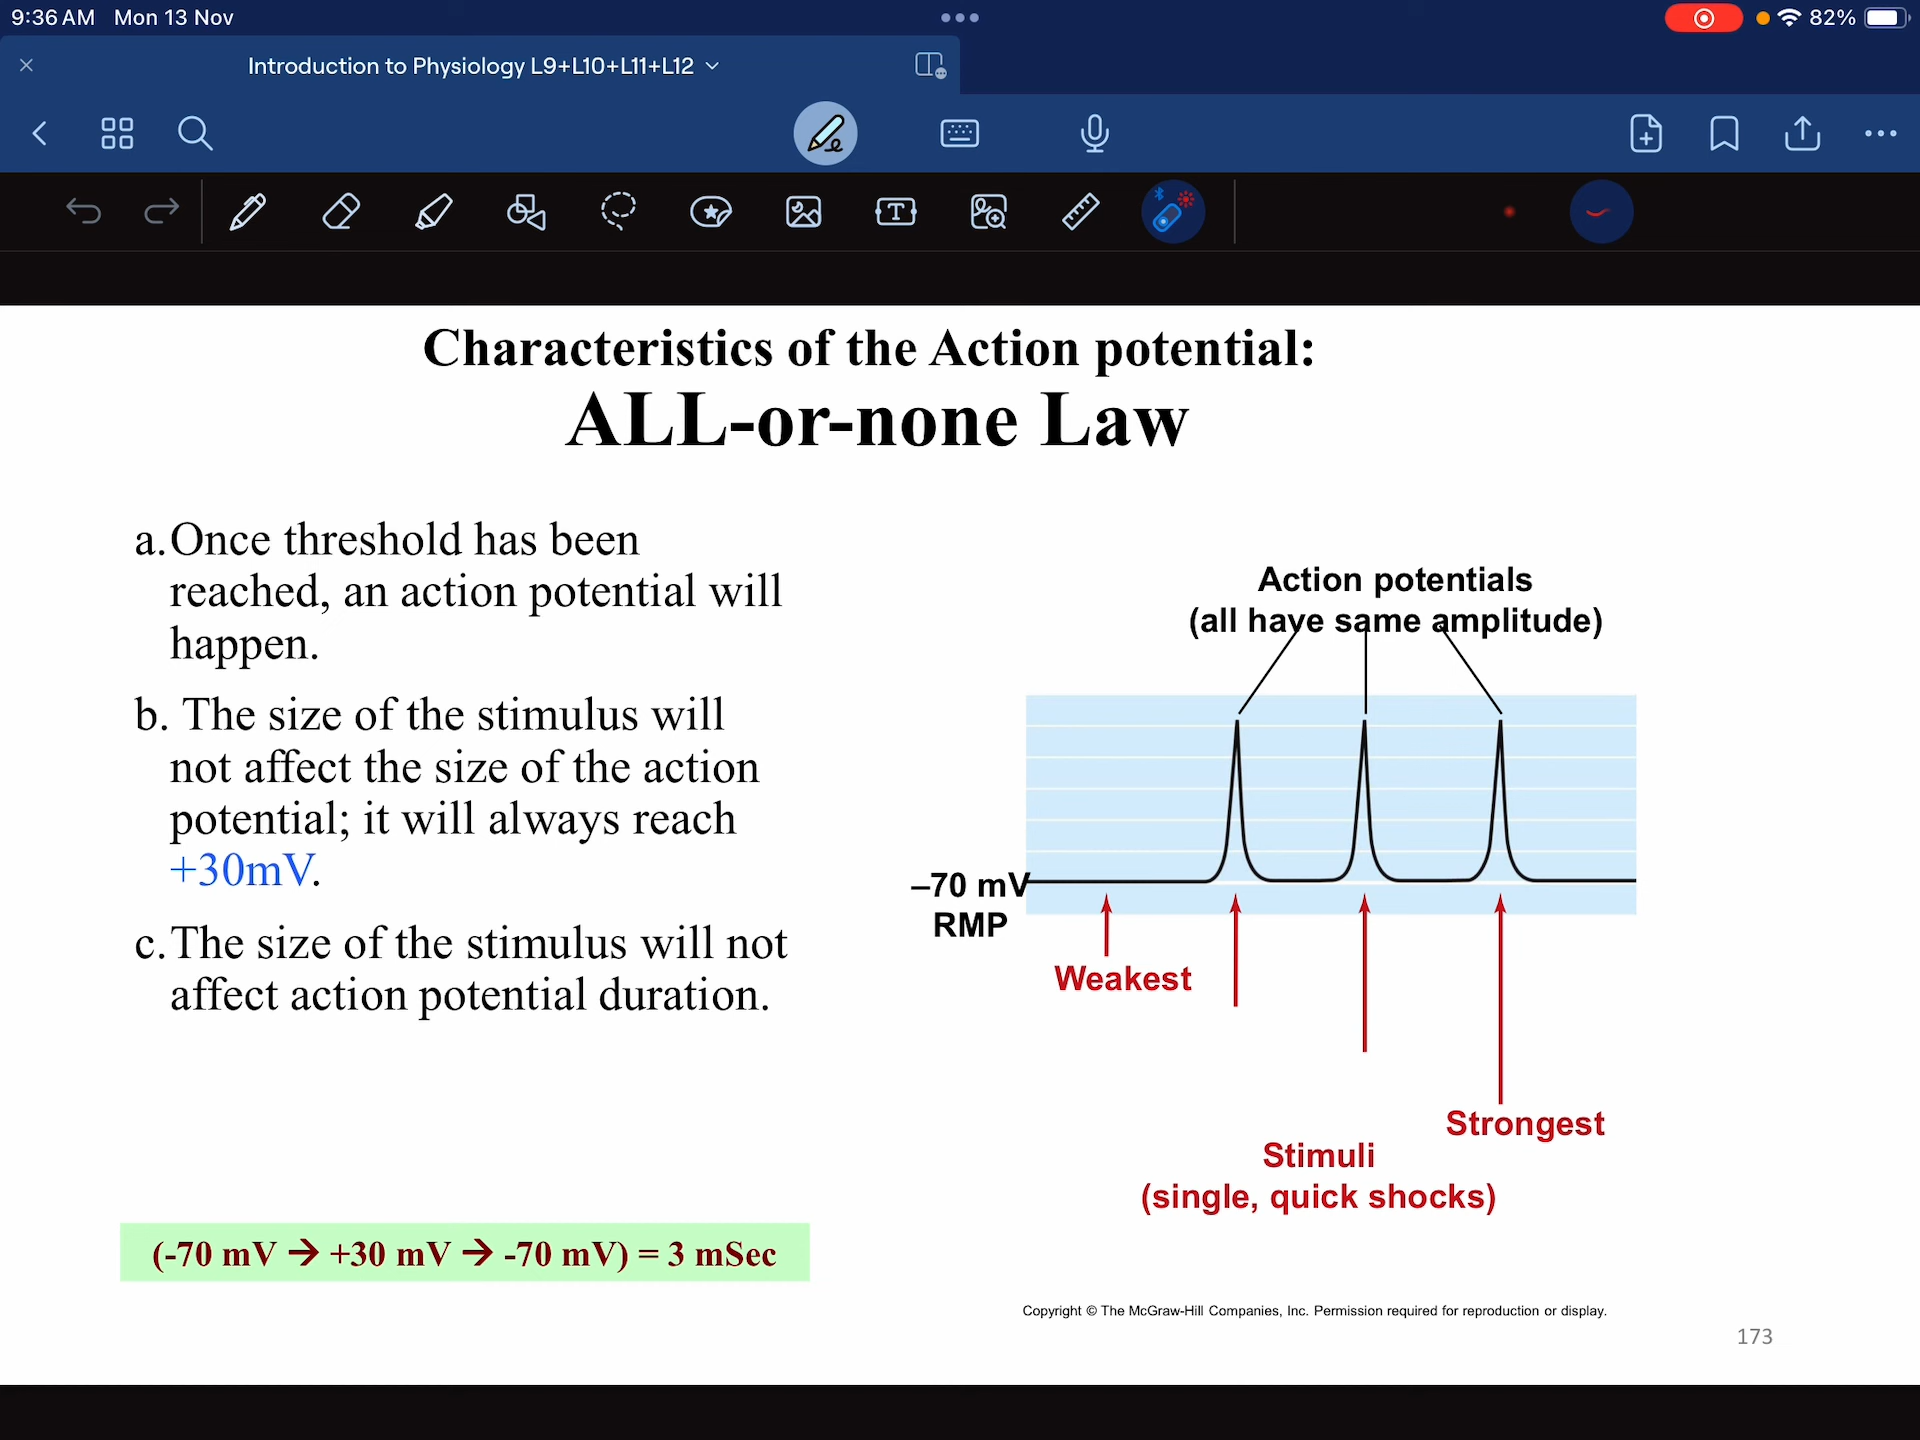 9:36 AM Mon 13 Nov
82%
Introduction to Physiology L9+L10+L11+L12
Characteristics of the Action potential:
ALL-or-none Law
a. Once threshold has been
reached, an action potential will
happen.
b. The size of the stimulus will
not affect the size of the action
potential; it will always reach
+30mV.
c. The size of the stimulus will not
affect action potential duration.
(-70 mV → +30 mV → -70 mV) = 3 mSec
Action potentials
(all have same amplitude)
–70 mV
RMP
Weakest
Strongest
Stimuli
(single, quick shocks)
Copyright © The McGraw-Hill Companies, Inc. Permission required for reproduction or display.
173